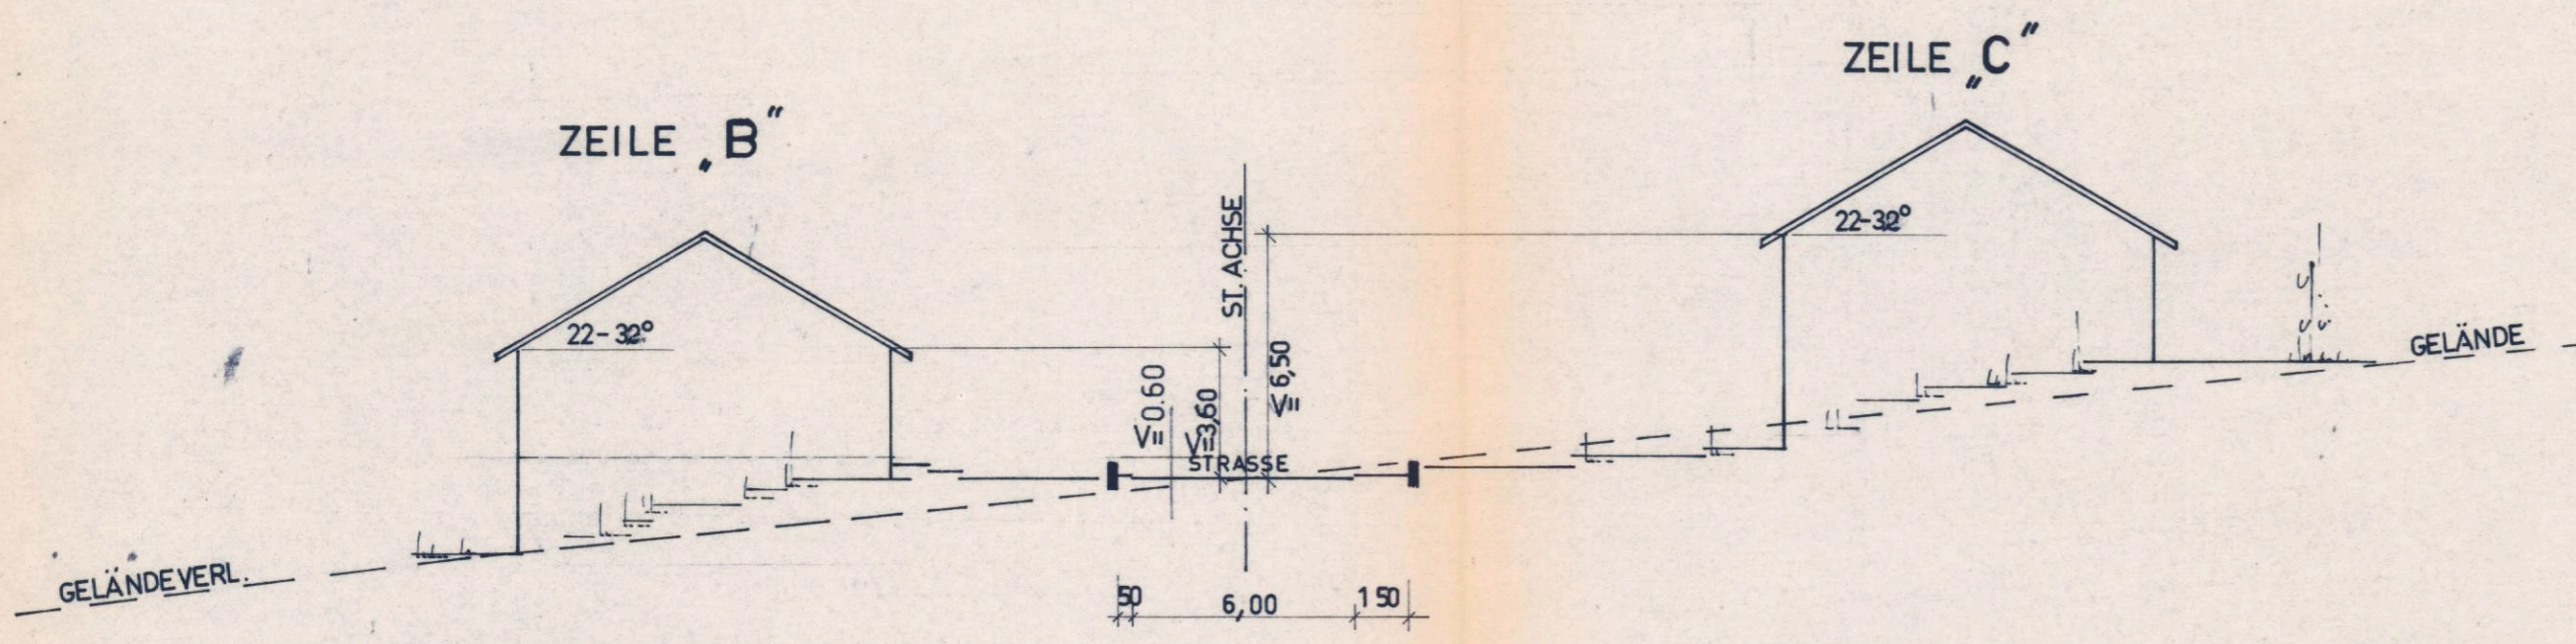 ZEILE „B“
ZEILE „C“
22-32°
22-32°
ST. ACHSE
V=0.60
V=3,60
V=6,50
STRASSE
GELÄNDEVERL.
GELÄNDE
50
6,00
1 50